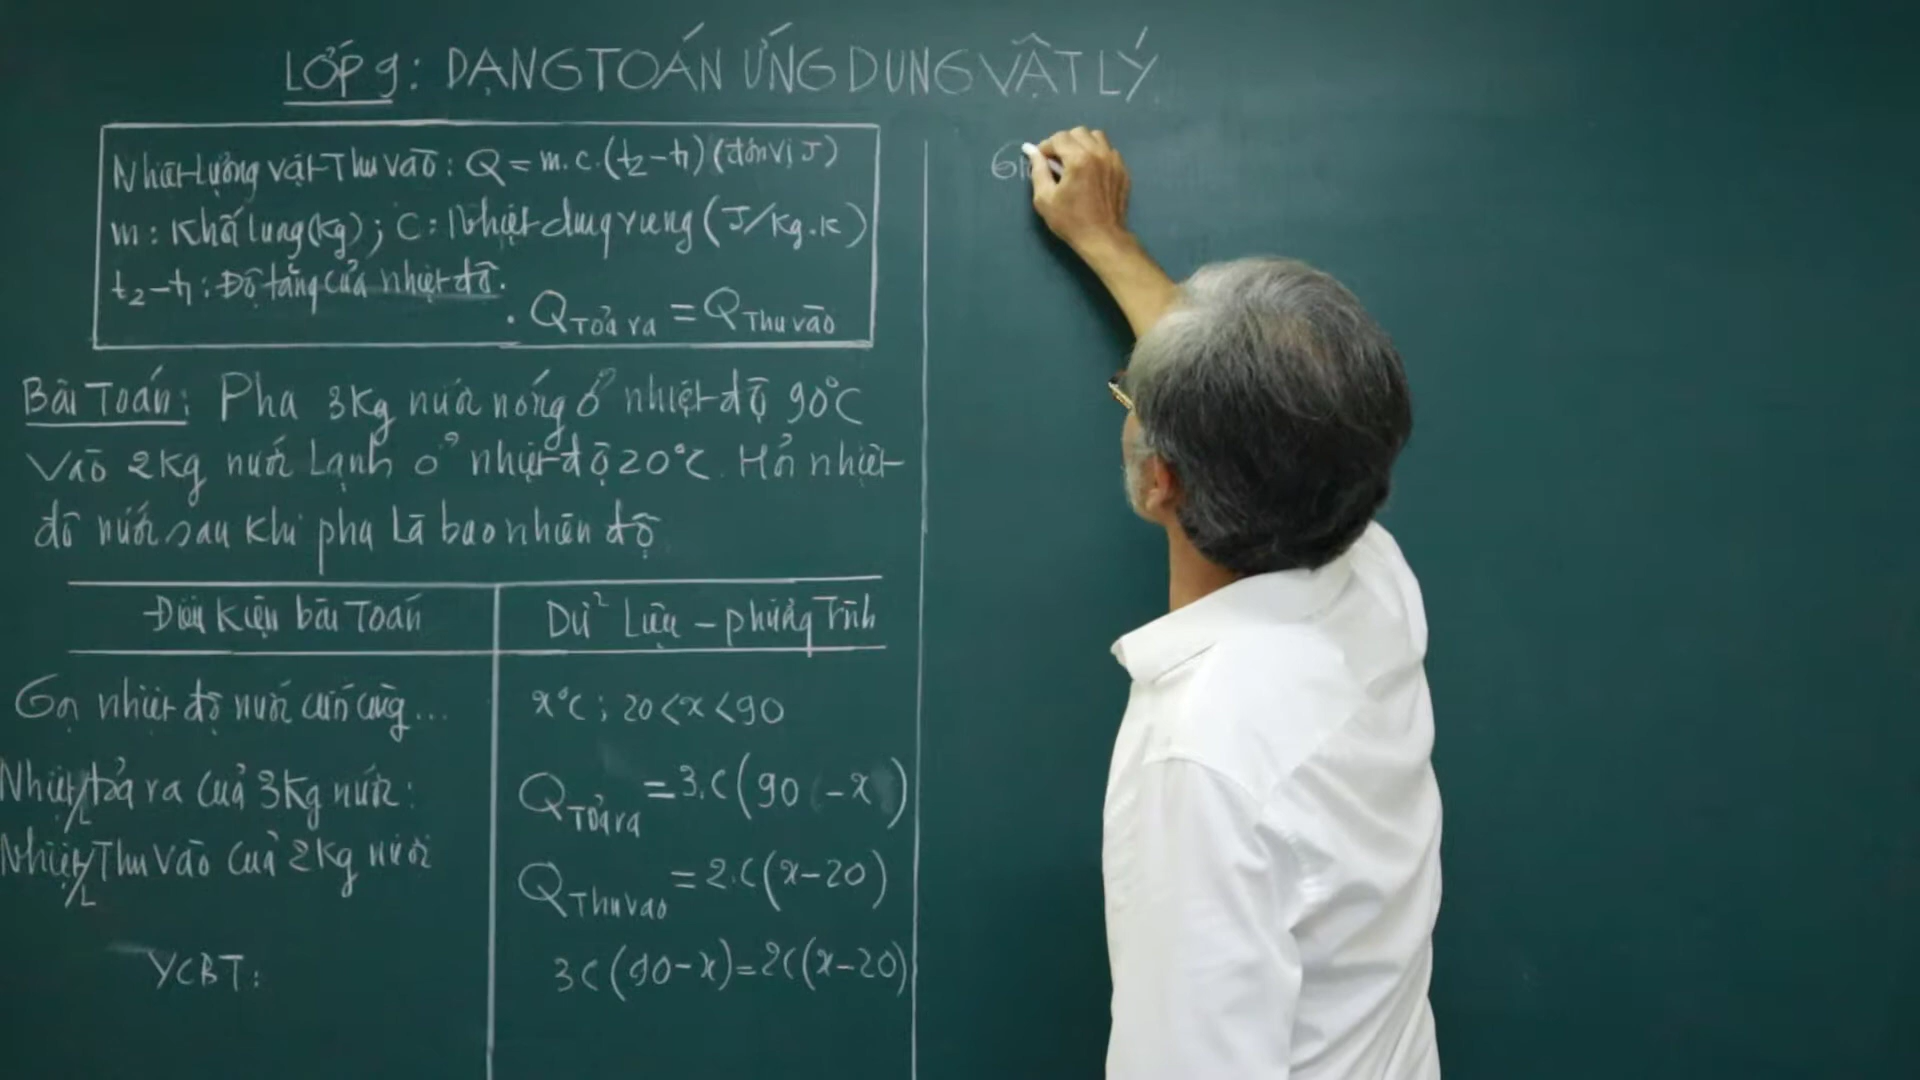 LỚP 9: DẠNG TOÁN ỨNG DỤNG VẬT LÝ
Nhiệt lượng vật thu vào: Q = m.c.(t2-t1) (đơn vị J)
m: Khối lượng (kg); C: Nhiệt dung riêng (J/kg.K)
t2-t1: Độ tăng của nhiệt độ.
. Q Tỏa ra = Q Thu vào
Bài Toán: Pha 3Kg nước nóng ở nhiệt độ 90°C
vào 2Kg nước lạnh ở nhiệt độ 20°C. Hỏi nhiệt
độ nước sau khi pha là bao nhiêu độ
Điều kiện bài Toán
Dữ Liệu - phương Trình
Gọi nhiệt độ nước cuối cùng...
x°C; 20<x<90
Nhiệt/L tỏa ra của 3Kg nước:
Q Tỏa ra = 3.C(90-x)
Nhiệt/L Thu vào của 2Kg nước
Q Thu vào = 2.C(x-20)
YCBT:
3C(90-x)=2C(x-20)